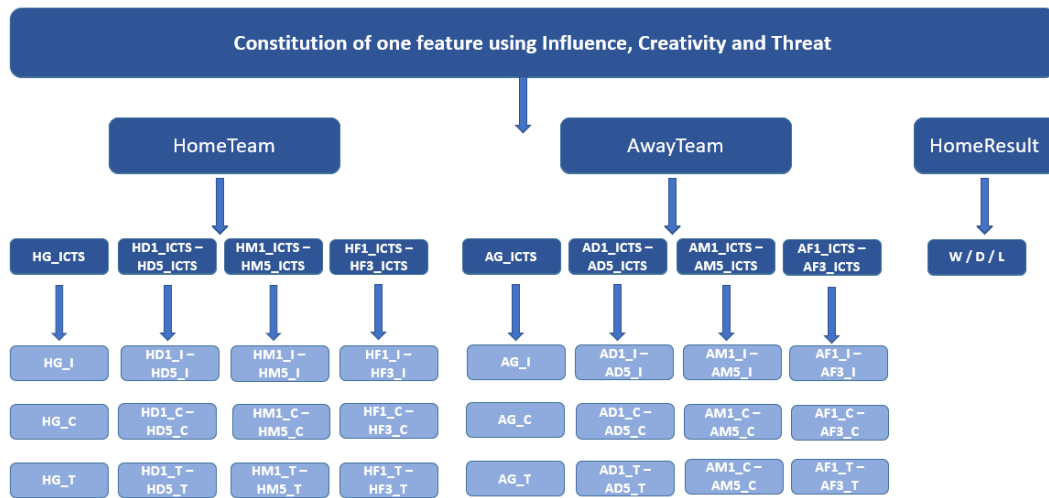 Constitution of one feature using Influence, Creativity and Threat
HomeTeam
AwayTeam
HomeResult
HG_ICTS
HD1_ICTS –
HD5_ICTS
HM1_ICTS –
HM5_ICTS
HF1_ICTS –
HF3_ICTS
AG_ICTS
AD1_ICTS –
AD5_ICTS
AM1_ICTS –
AM5_ICTS
AF1_ICTS –
AF3_ICTS
W / D / L
HG_I
HD1_I –
HD5_I
HM1_I –
HM5_I
HF1_I –
HF3_I
AG_I
AD1_I –
AD5_I
AM1_I –
AM5_I
AF1_I –
AF3_I
HG_C
HD1_C –
HD5_C
HM1_C –
HM5_C
HF1_C –
HF3_C
AG_C
AD1_C –
AD5_C
AM1_C –
AM5_C
AF1_C –
AF3_C
HG_T
HD1_T –
HD5_T
HM1_T –
HM5_T
HF1_T –
HF3_T
AG_T
AD1_T –
AD5_T
AM1_C –
AM5_C
AF1_T –
AF3_T